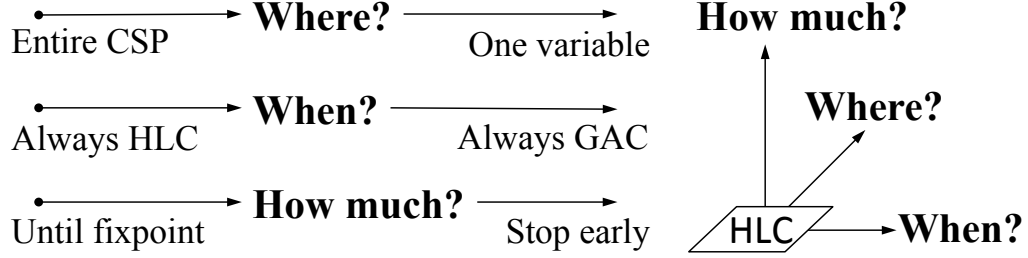 Where?
Entire CSP
One variable
When?
Always HLC
Always GAC
How much?
Until fixpoint
Stop early
How much?
Where?
HLC
When?